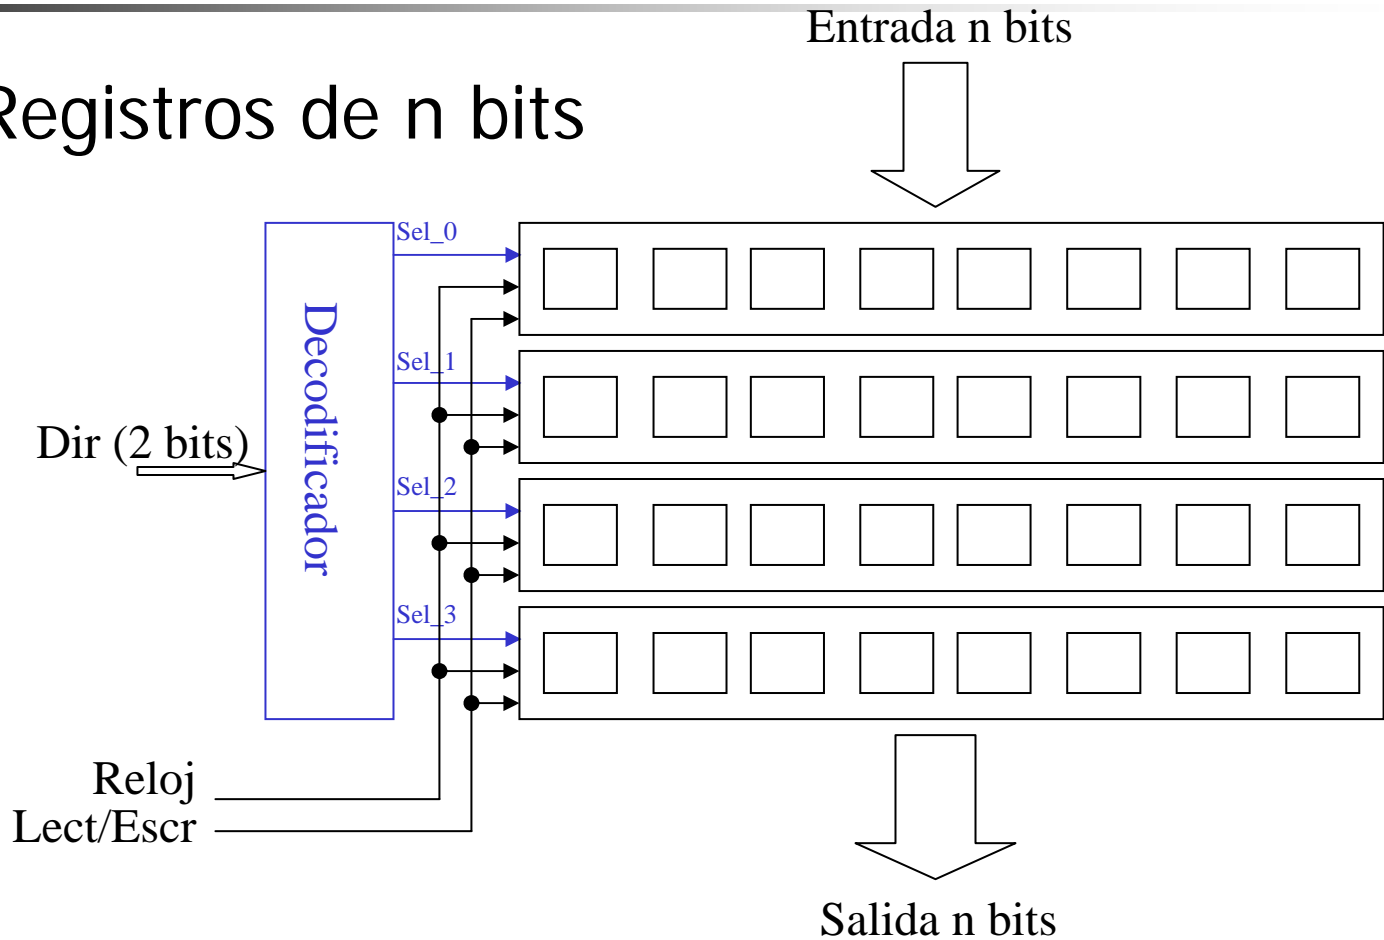 Entrada n bits
Registros de n bits
Sel_0
Decodificador
Sel_1
Dir (2 bits)
Sel_2
Sel_3
Reloj
Lect/Escr
Salida n bits